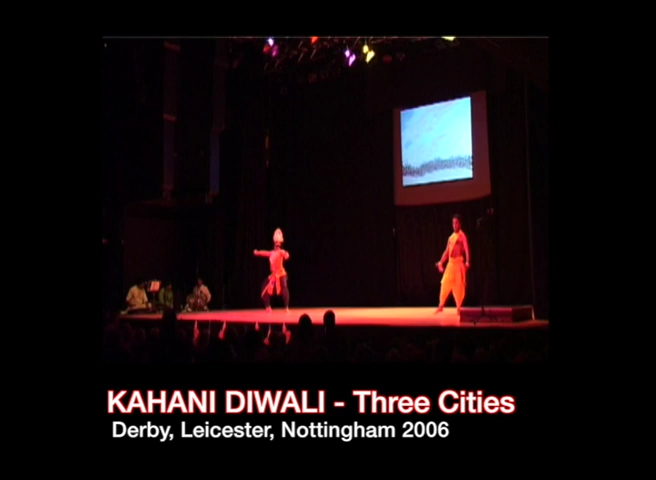 KAHANI DIWALI - Three Cities
Derby, Leicester, Nottingham 2006